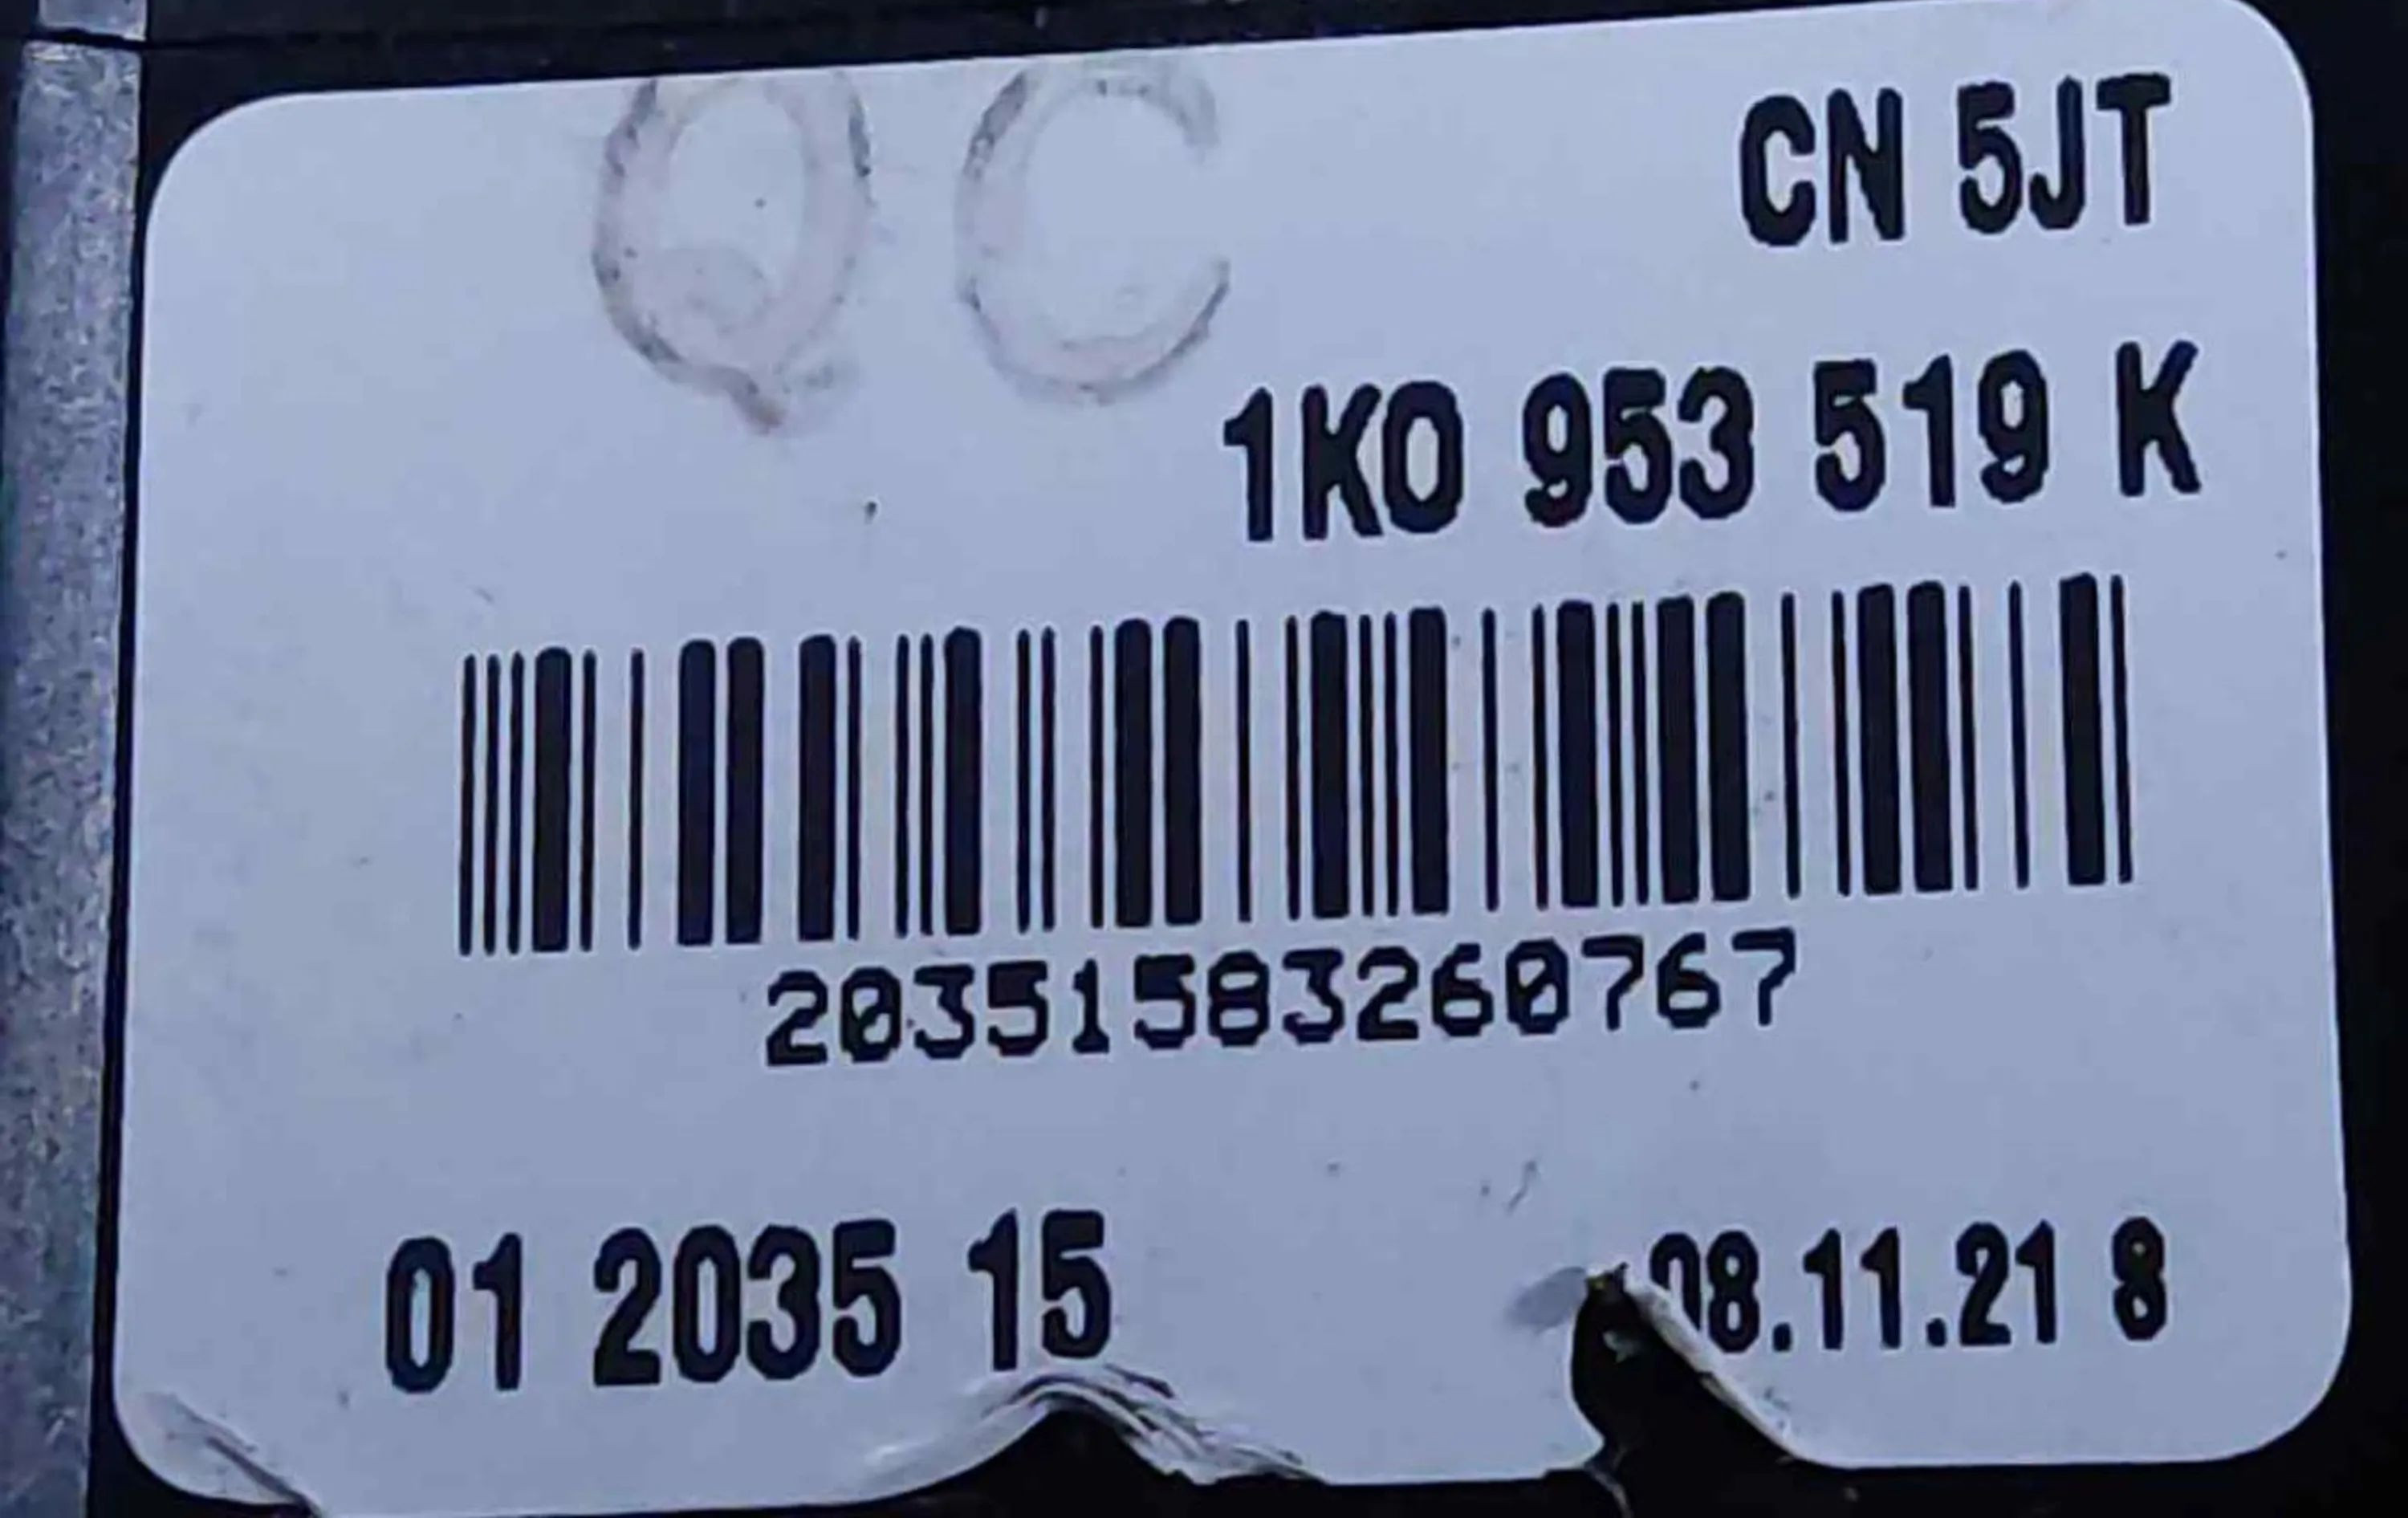 QC
CN 5JT
1K0 953 519 K
20351583260767
01 2035 15
08.11.21 8